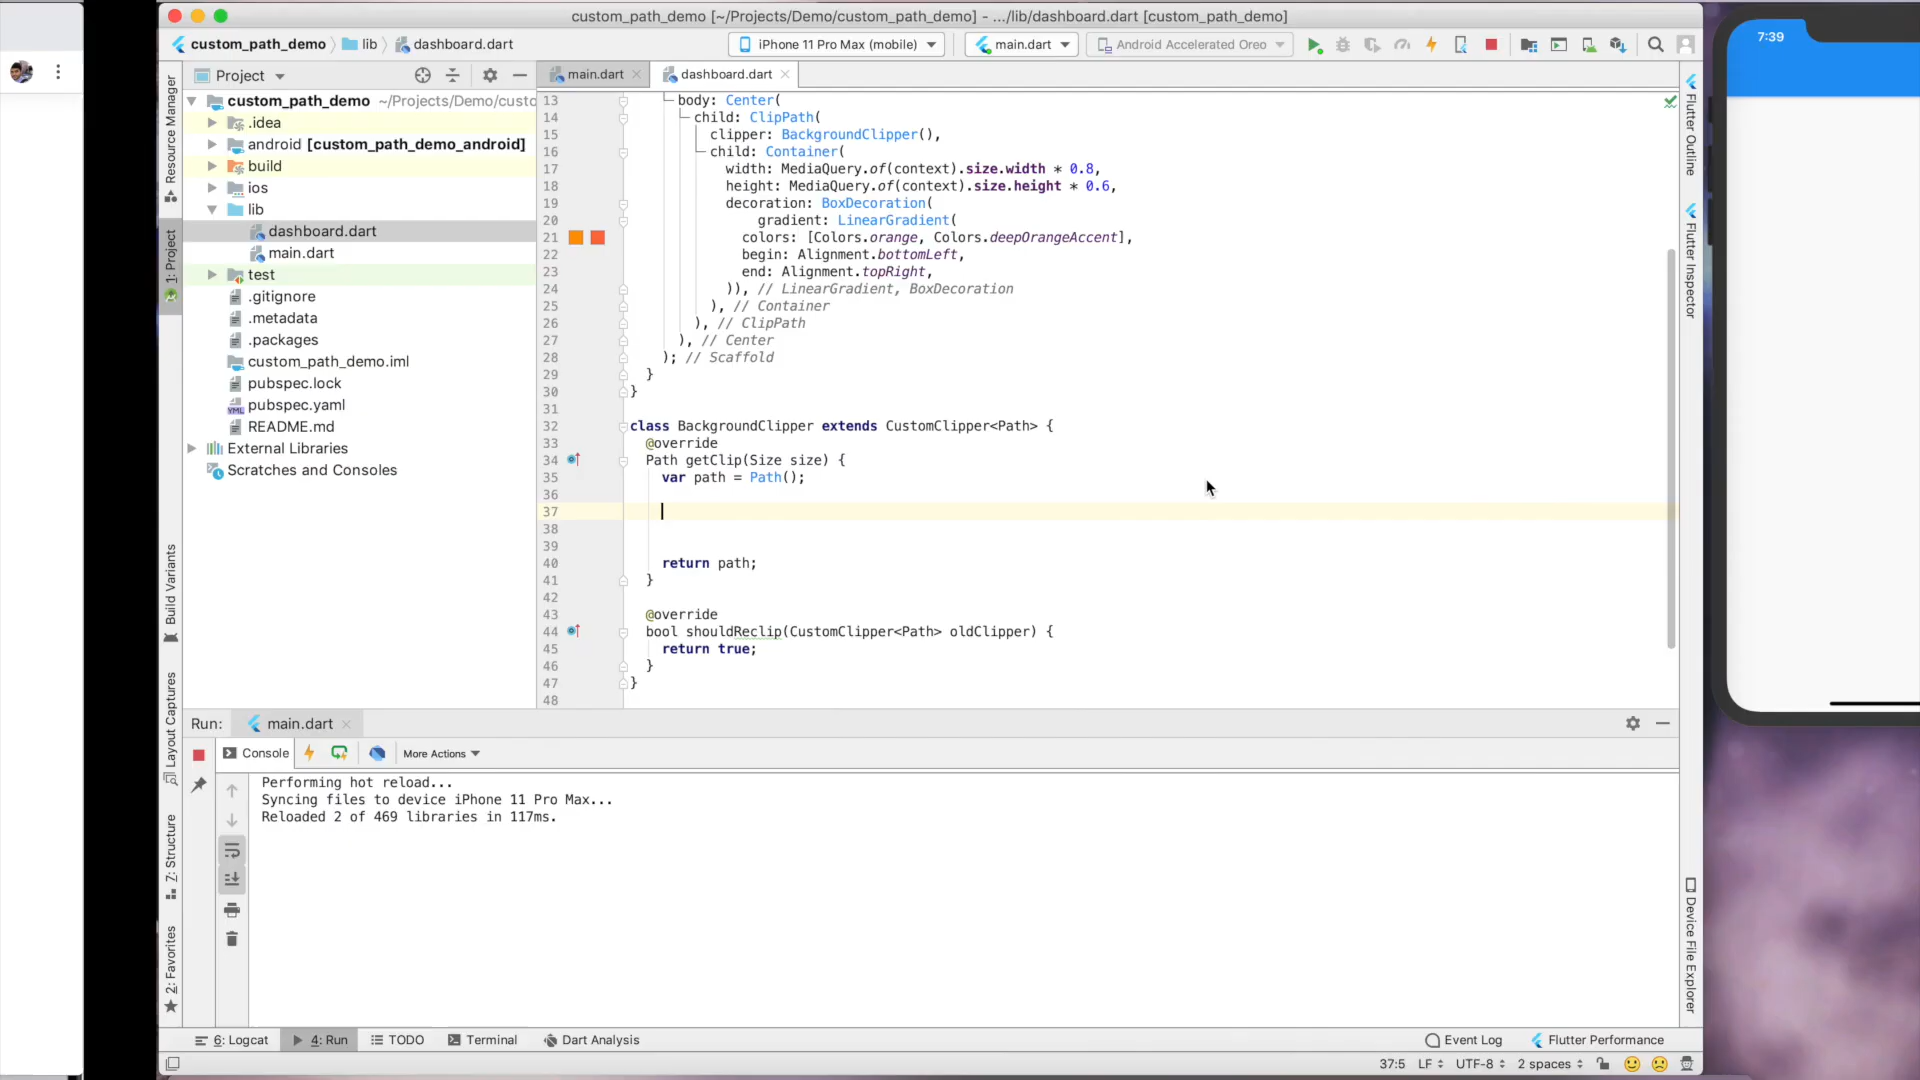 custom_path_demo [~/Projects/Demo/custom_path_demo] - .../lib/dashboard.dart [custom_path_demo]
custom_path_demo lib dashboard.dart iPhone 11 Pro Max (mobile) main.dart Android Accelerated Oreo
7:39
Project
main.dart dashboard.dart
Resource Manager
1: Project
Build Variants
Layout Captures
7: Structure
2: Favorites
custom_path_demo ~/Projects/Demo/custo
.idea
android [custom_path_demo_android]
build
ios
lib
dashboard.dart
main.dart
test
.gitignore
.metadata
.packages
custom_path_demo.iml
pubspec.lock
pubspec.yaml
README.md
External Libraries
Scratches and Consoles
13 body: Center(
14 child: ClipPath(
15 clipper: BackgroundClipper(),
16 child: Container(
17 width: MediaQuery.of(context).size.width * 0.8,
18 height: MediaQuery.of(context).size.height * 0.6,
19 decoration: BoxDecoration(
20 gradient: LinearGradient(
21 colors: [Colors.orange, Colors.deepOrangeAccent],
22 begin: Alignment.bottomLeft,
23 end: Alignment.topRight,
24 )), // LinearGradient, BoxDecoration
25 ), // Container
26 ), // ClipPath
27 ), // Center
28 ); // Scaffold
29 }
30 }
31
32 class BackgroundClipper extends CustomClipper<Path> {
33 @override
34 Path getClip(Size size) {
35 var path = Path();
36
37
38
39
40 return path;
41 }
42
43 @override
44 bool shouldReclip(CustomClipper<Path> oldClipper) {
45 return true;
46 }
47 }
48
Flutter Outline
Flutter Inspector
Device File Explorer
Run: main.dart
Console More Actions
Performing hot reload...
Syncing files to device iPhone 11 Pro Max...
Reloaded 2 of 469 libraries in 117ms.
6: Logcat 4: Run TODO Terminal Dart Analysis Event Log Flutter Performance
37:5 LF UTF-8 2 spaces